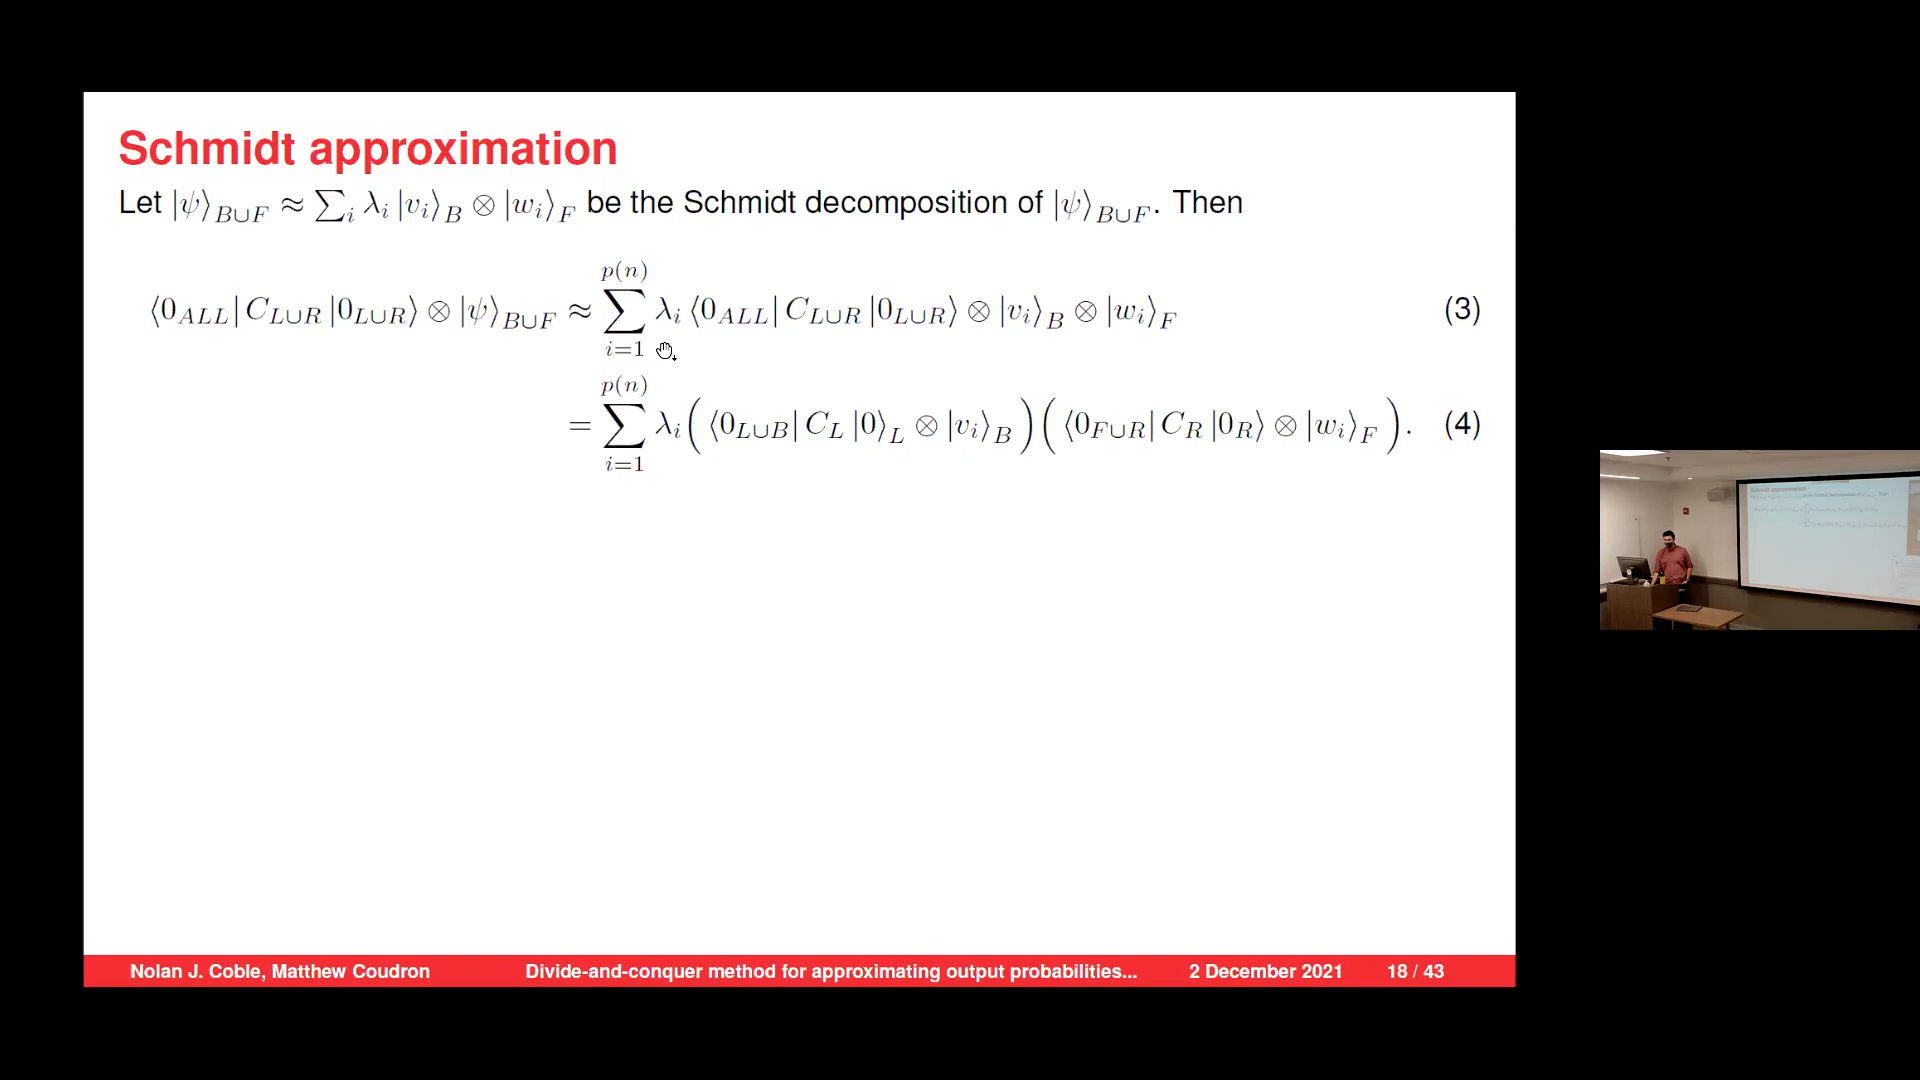 Schmidt approximation
Let |ψ⟩_{B∪F} ≈ ∑_i λ_i |v_i⟩_B ⊗ |w_i⟩_F be the Schmidt decomposition of |ψ⟩_{B∪F}. Then
⟨0_{ALL}| C_{L∪R} |0_{L∪R}⟩ ⊗ |ψ⟩_{B∪F} ≈ ∑_{i=1}^{p(n)} λ_i ⟨0_{ALL}| C_{L∪R} |0_{L∪R}⟩ ⊗ |v_i⟩_B ⊗ |w_i⟩_F (3)
= ∑_{i=1}^{p(n)} λ_i ( ⟨0_{L∪B}| C_L |0⟩_L ⊗ |v_i⟩_B ) ( ⟨0_{F∪R}| C_R |0_R⟩ ⊗ |w_i⟩_F ). (4)
Nolan J. Coble, Matthew Coudron Divide-and-conquer method for approximating output probabilities... 2 December 2021 18 / 43